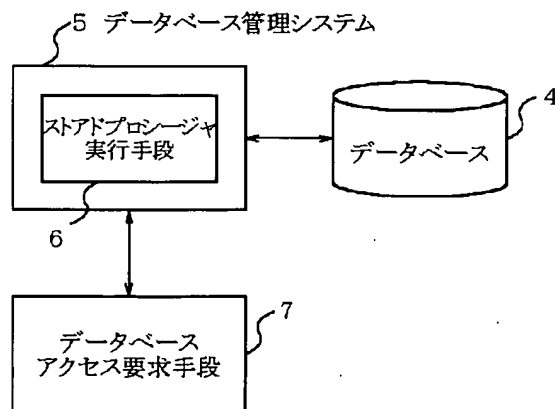 5 データベース管理システム
ストアドプロシージャ
実行手段
6
データベース
4
7
データベース
アクセス要求手段